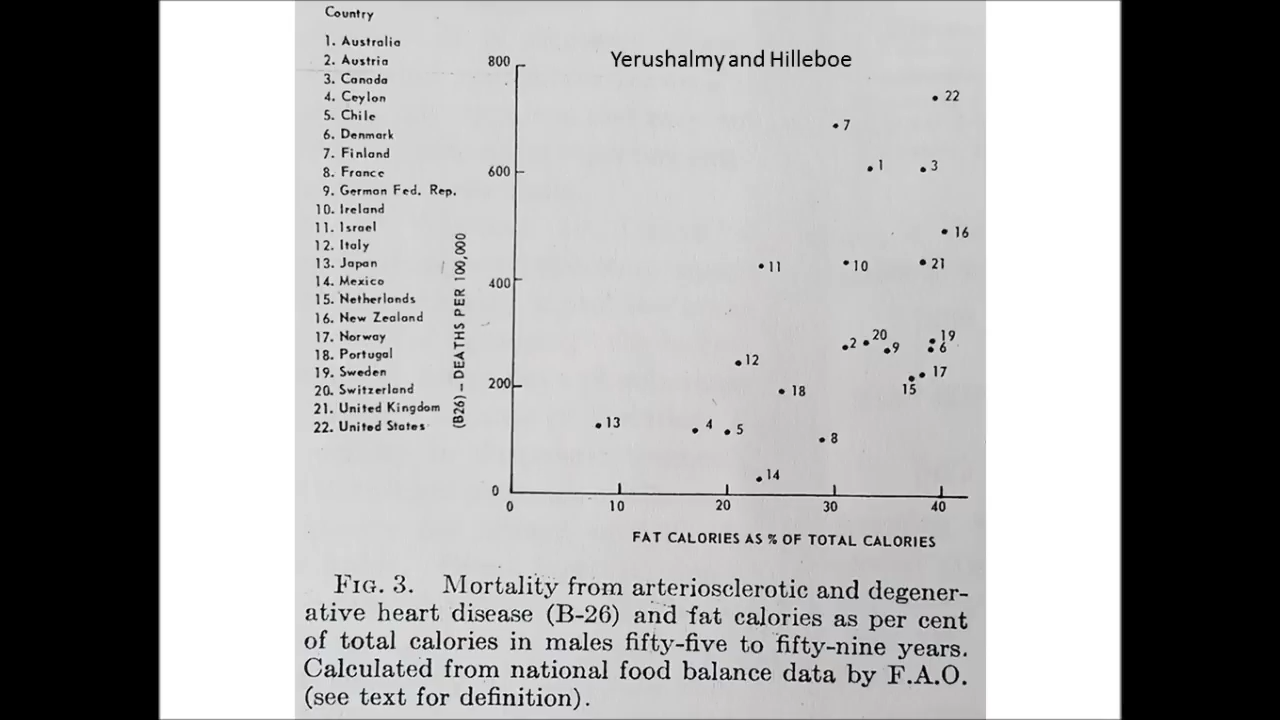 Country
1. Australia
2. Austria
3. Canada
4. Ceylon
5. Chile
6. Denmark
7. Finland
8. France
9. German Fed. Rep.
10. Ireland
11. Israel
12. Italy
13. Japan
14. Mexico
15. Netherlands
16. New Zealand
17. Norway
18. Portugal
19. Sweden
20. Switzerland
21. United Kingdom
22. United States
Yerushalmy and Hilleboe
(B26) – DEATHS PER 100,000
800
600
400
200
0
22
7
1
3
16
11
10
21
20
19
2
9
6
12
17
18
15
13
4
5
8
14
0 10 20 30 40
FAT CALORIES AS % OF TOTAL CALORIES
FIG. 3. Mortality from arteriosclerotic and degener-
ative heart disease (B-26) and fat calories as per cent
of total calories in males fifty-five to fifty-nine years.
Calculated from national food balance data by F.A.O.
(see text for definition).